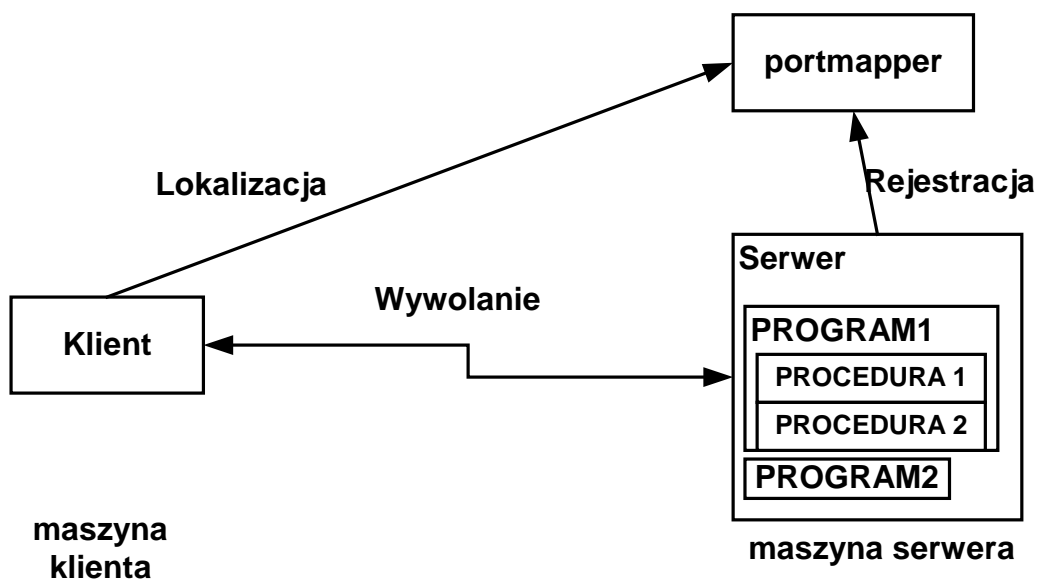 portmapper
Lokalizacja
Rejestracja
Serwer
Wywolanie
PROGRAM1
Klient
PROCEDURA 1
PROCEDURA 2
PROGRAM2
maszyna
klienta
maszyna serwera